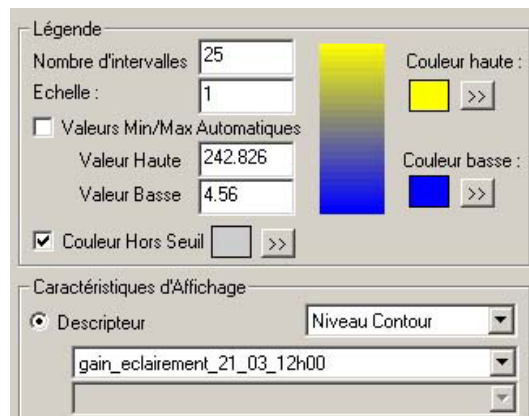 Légende
Nombre d'intervalles 25
Couleur haute :
Echelle : 1
>>
Valeurs Min/Max Automatiques
Valeur Haute 242.826
Couleur basse :
Valeur Basse 4.56
>>
Couleur Hors Seuil >>
Caractéristiques d'Affichage
Descripteur Niveau Contour
gain_eclairement_21_03_12h00